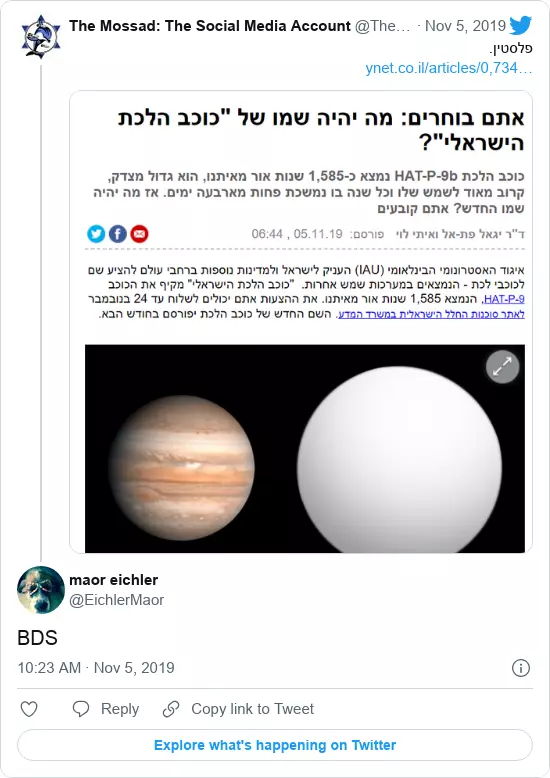 The Mossad: The Social Media Account @The… · Nov 5, 2019
פלסטין.
ynet.co.il/articles/0,734…
אתם בוחרים: מה יהיה שמו של "כוכב הלכת
הישראלי"?
כוכב הלכת HAT-P-9b נמצא כ-1,585 שנות אור מאיתנו, הוא גדול מצדק,
קרוב מאוד לשמש שלו וכל שנה בו נמשכת פחות מארבעה ימים. אז מה יהיה
שמו החדש? אתם קובעים
ד"ר יגאל פת-אל ואיתי לוי פורסם: 05.11.19 , 06:44
איגוד האסטרונומי הבינלאומי (IAU) העניק לישראל ולמדינות נוספות ברחבי עולם להציע שם
לכוכבי לכת - הנמצאים במערכות שמש אחרות. "כוכב הלכת הישראלי" מקיף את הכוכב
HAT-P-9, הנמצא 1,585 שנות אור מאיתנו. את ההצעות אתם יכולים לשלוח עד 24 בנובמבר
לאתר סוכנות החלל הישראלית במשרד המדע. השם החדש של כוכב הלכת יפורסם בחודש הבא.
maor eichler
@EichlerMaor
BDS
10:23 AM · Nov 5, 2019
Reply Copy link to Tweet
Explore what's happening on Twitter